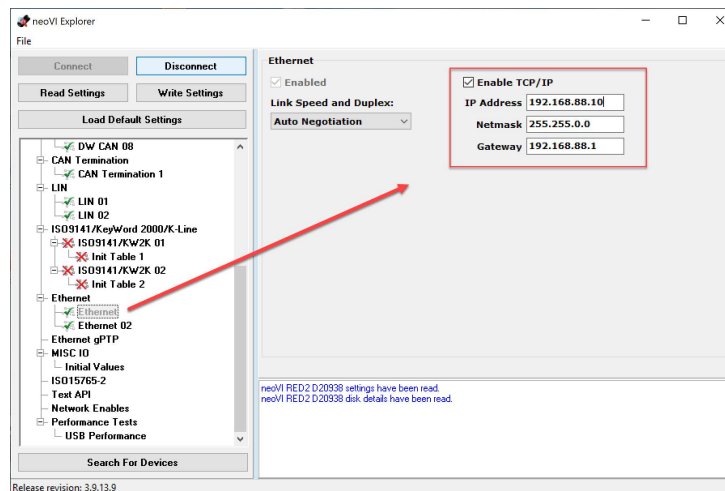 neoVI Explorer
File
Connect
Disconnect
Read Settings
Write Settings
Load Default Settings
DW CAN 08
CAN Termination
CAN Termination 1
LIN
LIN 01
LIN 02
ISO9141/KeyWord 2000/K-Line
ISO9141/KW2K 01
Init Table 1
ISO9141/KW2K 02
Init Table 2
Ethernet
Ethernet
Ethernet 02
Ethernet gPTP
MISC IO
Initial Values
ISO15765-2
Text API
Network Enables
Performance Tests
USB Performance
Search For Devices
Release revision: 3.9.13.9
Ethernet
Enabled
Link Speed and Duplex:
Auto Negotiation
Enable TCP/IP
IP Address 192.168.88.10
Netmask 255.255.0.0
Gateway 192.168.88.1
neoVI RED2 D20938 settings have been read.
neoVI RED2 D20938 disk details have been read.